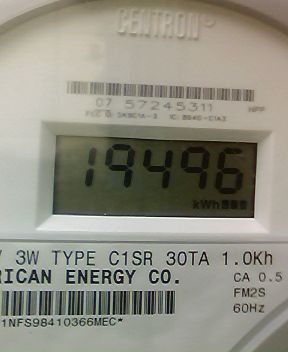 CENTRON
07 57245311
19496
kWh
3W TYPE C1SR 30TA 1.0Kh
RICAN ENERGY CO.
CA 0.5
FM2S
60Hz
1NFS98410366MEC*